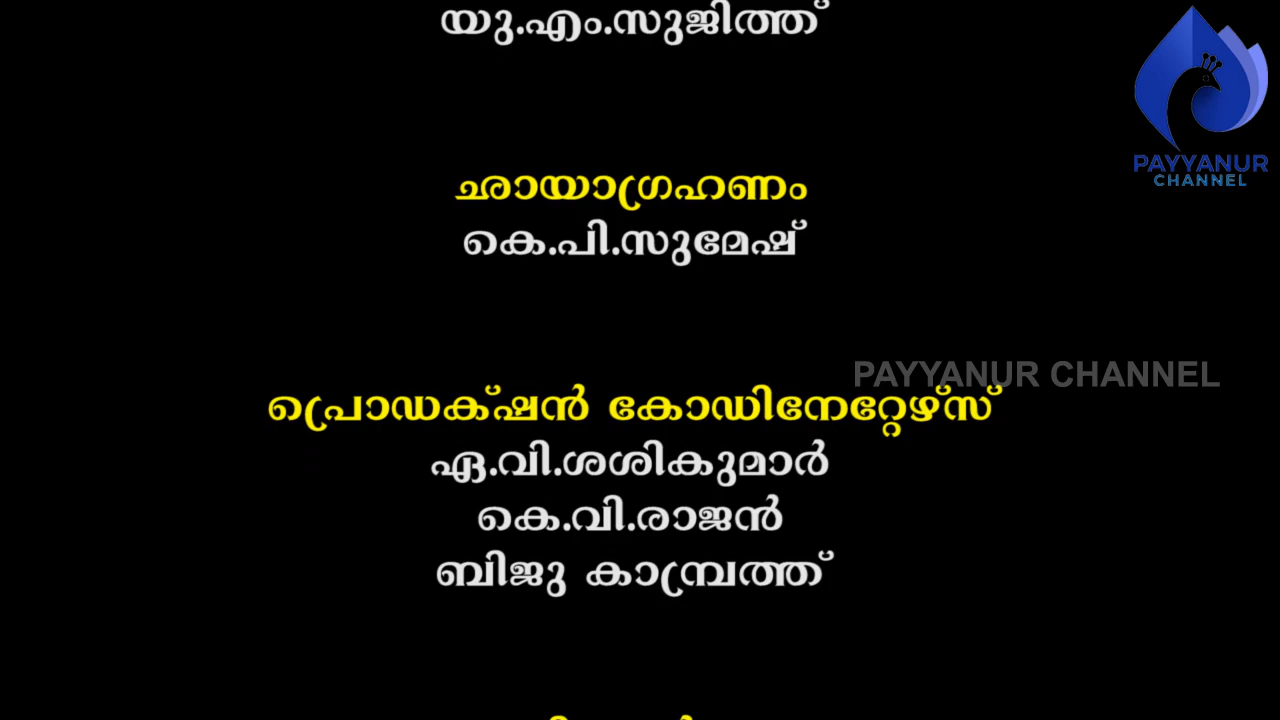 യു.എം.സുജിത്ത്
PAYYANUR
CHANNEL
ഛായാഗ്രഹണം
കെ.പി.സുമേഷ്
PAYYANUR CHANNEL
പ്രൊഡക്ഷൻ കോഡിനേറ്റേഴ്സ്
ഏ.വി.ശശികുമാർ
കെ.വി.രാജൻ
ബിജു കാമ്പ്രത്ത്